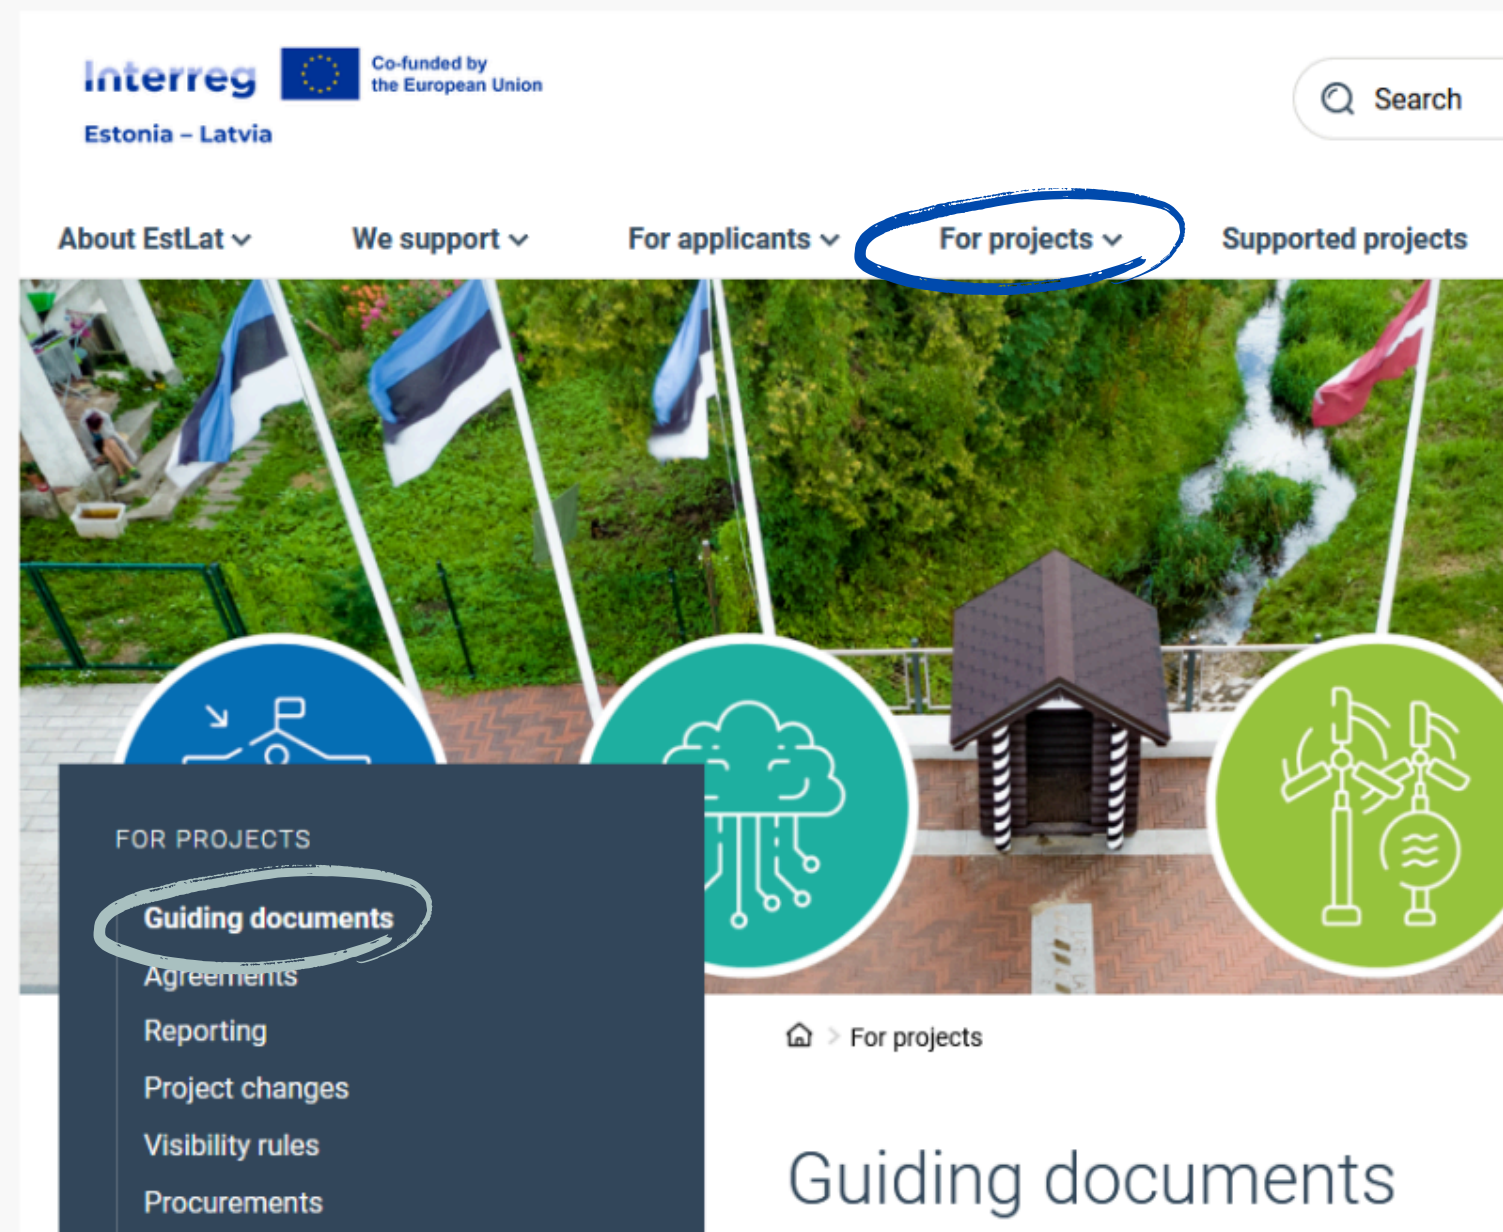 Interreg
Co-funded by
the European Union
Estonia – Latvia
Search
About EstLat
We support
For applicants
For projects
Supported projects
FOR PROJECTS
Guiding documents
Agreements
Reporting
Project changes
Visibility rules
Procurements
For projects
Guiding documents